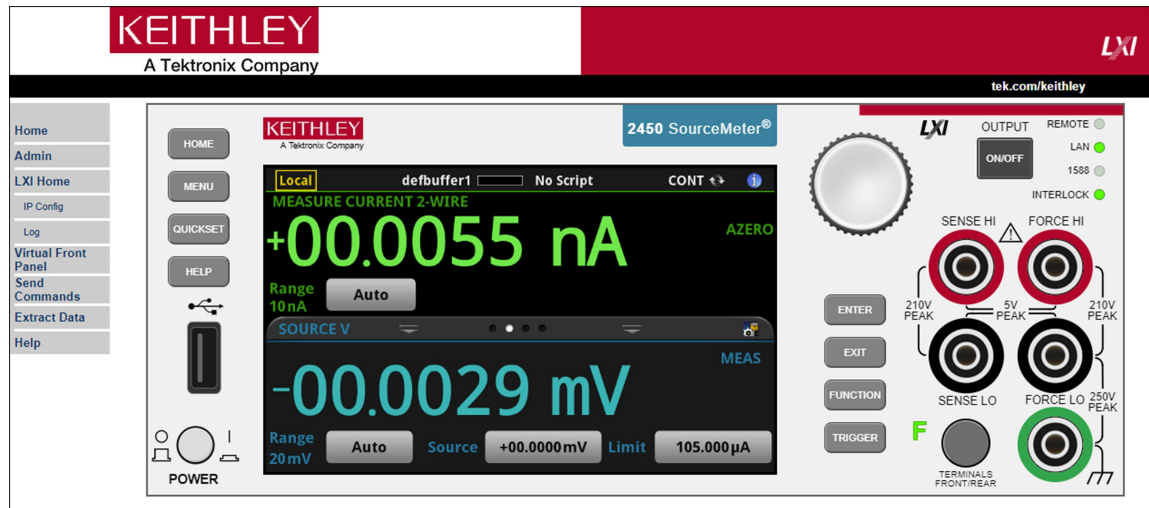 KEITHLEY
A Tektronix Company
LXI
tek.com/keithley
Home
Admin
LXI Home
IP Config
Log
Virtual Front
Panel
Send
Commands
Extract Data
Help
HOME
MENU
QUICKSET
HELP
POWER
KEITHLEY
A Tektronix Company
2450 SourceMeter®
Local defbuffer1 No Script CONT
MEASURE CURRENT 2-WIRE
+00.0055 nA AZERO
Range Auto
10nA
SOURCE V
MEAS
-00.0029 mV
Range Auto Source +00.0000mV Limit 105.000µA
20mV
LXI
OUTPUT
ON/OFF
REMOTE
LAN
1588
INTERLOCK
SENSE HI FORCE HI
ENTER
EXIT
FUNCTION
TRIGGER
210V
PEAK
5V
PEAK
210V
PEAK
SENSE LO FORCE LO
250V
PEAK
F
TERMINALS
FRONT/REAR